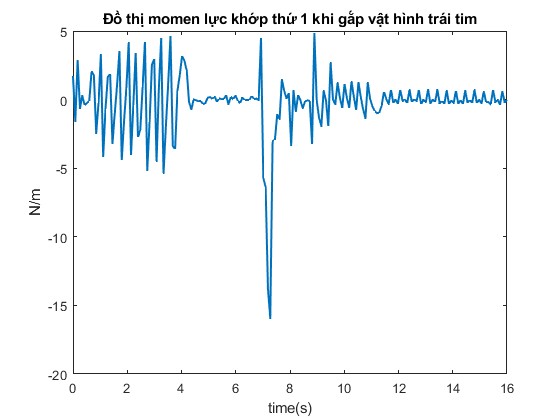 Đồ thị momen lực khớp thứ 1 khi gắp vật hình trái tim
5
0
-5
-10
-15
-20
N/m
0 2 4 6 8 10 12 14 16
time(s)